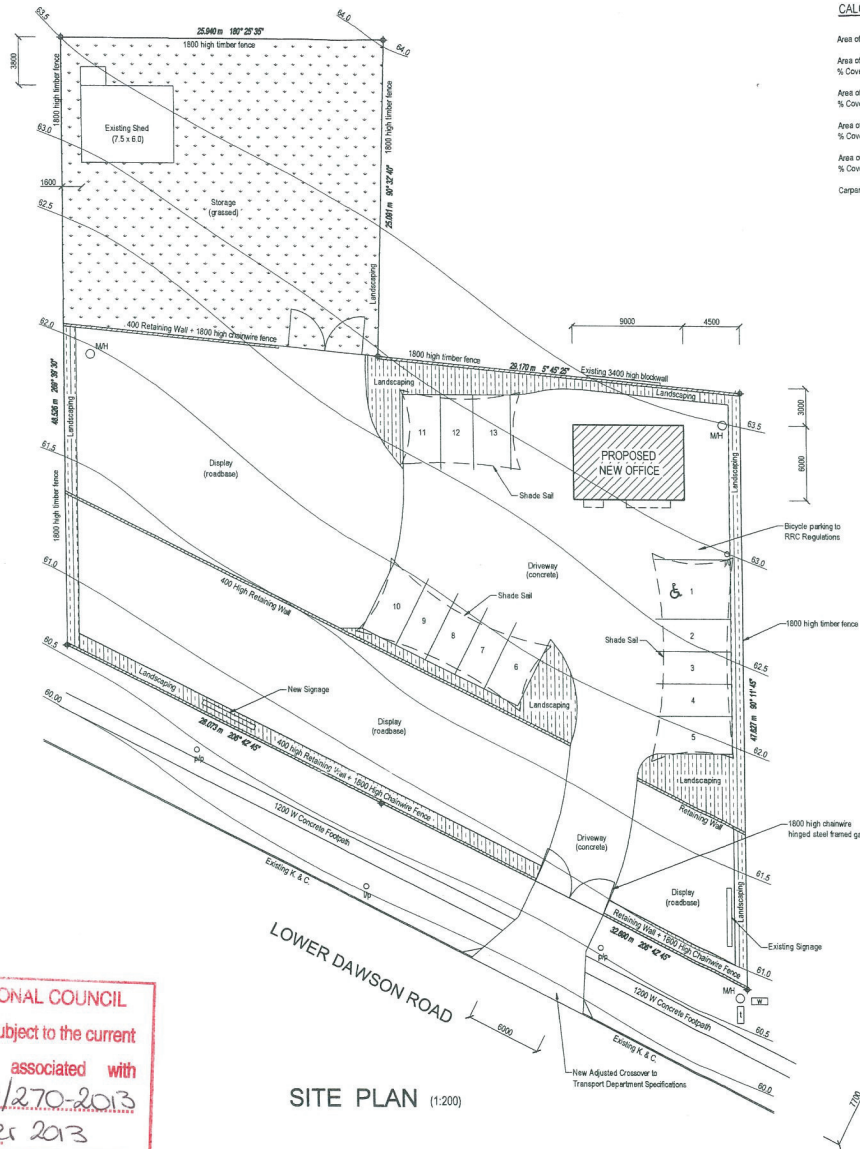 63.5
64.0
25.940 m 180° 25' 35"
1800 high timber fence
64.0
3800
1800 high timber fence
Existing Shed
(7.5 x 6.0)
1800 high timber fence
63.0
25.091 m 90° 32' 40"
1600
62.5
Storage
(grassed)
Landscaping
62.0
400 Retaining Wall + 1800 high chainwire fence
M/H
9000
4500
1800 high timber fence
29.170 m 5° 45' 25"
Existing 3400 high blockwall
Landscaping
Landscaping
3000
11
12
13
M/H
63.5
PROPOSED
NEW OFFICE
6000
Landscaping
61.5
Display
(roadbase)
Shade Sail
Landscaping
1800 high timber fence
Bicycle parking to
RRC Regulations
63.0
61.0
400 High Retaining Wall
Driveway
(concrete)
Shade Sail
1
10
9
8
7
6
2
Shade Sail
3
1800 high timber fence
62.5
60.5
4
47.827 m 90° 11' 45"
60.00
Landscaping
New Signage
Landscaping
5
62.0
Display
(roadbase)
28.073 m 206° 42' 45"
400 high Retaining Wall + 1800 High Chainwire Fence
Landscaping
p/p
Retaining Wall
1200 W Concrete Footpath
Driveway
(concrete)
1800 high chainwire
hinged steel framed ga
61.5
Existing K. & C.
Display
(roadbase)
Landscaping
Retaining Wall + 1800 High Chainwire Fence
32.890 m 206° 42' 45"
Existing Signage
61.0
LOWER DAWSON ROAD
p/p
M/H
w
t
1200 W Concrete Footpath
60.5
6000
Existing K. & C.
New Adjusted Crossover to
Transport Department Specifications
60.0
7700
SITE PLAN (1:200)
ONAL COUNCIL
ubject to the current
associated with
/270-2013
er 2013
CALC
Area of
Area of
% Cove
Area of
% Cove
Area of
% Cove
Area of
% Cove
Carpar